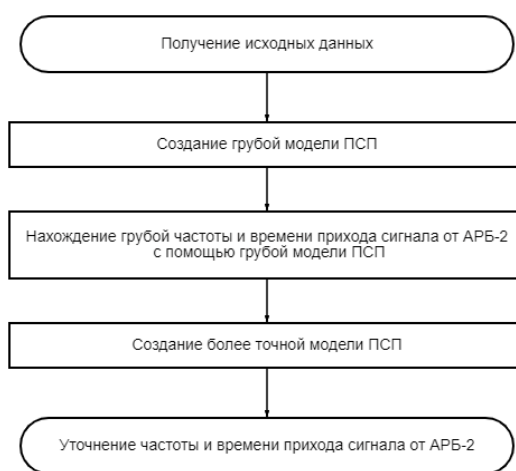 Получение исходных данных
Создание грубой модели ПСП
Нахождение грубой частоты и времени прихода сигнала от АРБ-2
с помощью грубой модели ПСП
Создание более точной модели ПСП
Уточнение частоты и времени прихода сигнала от АРБ-2